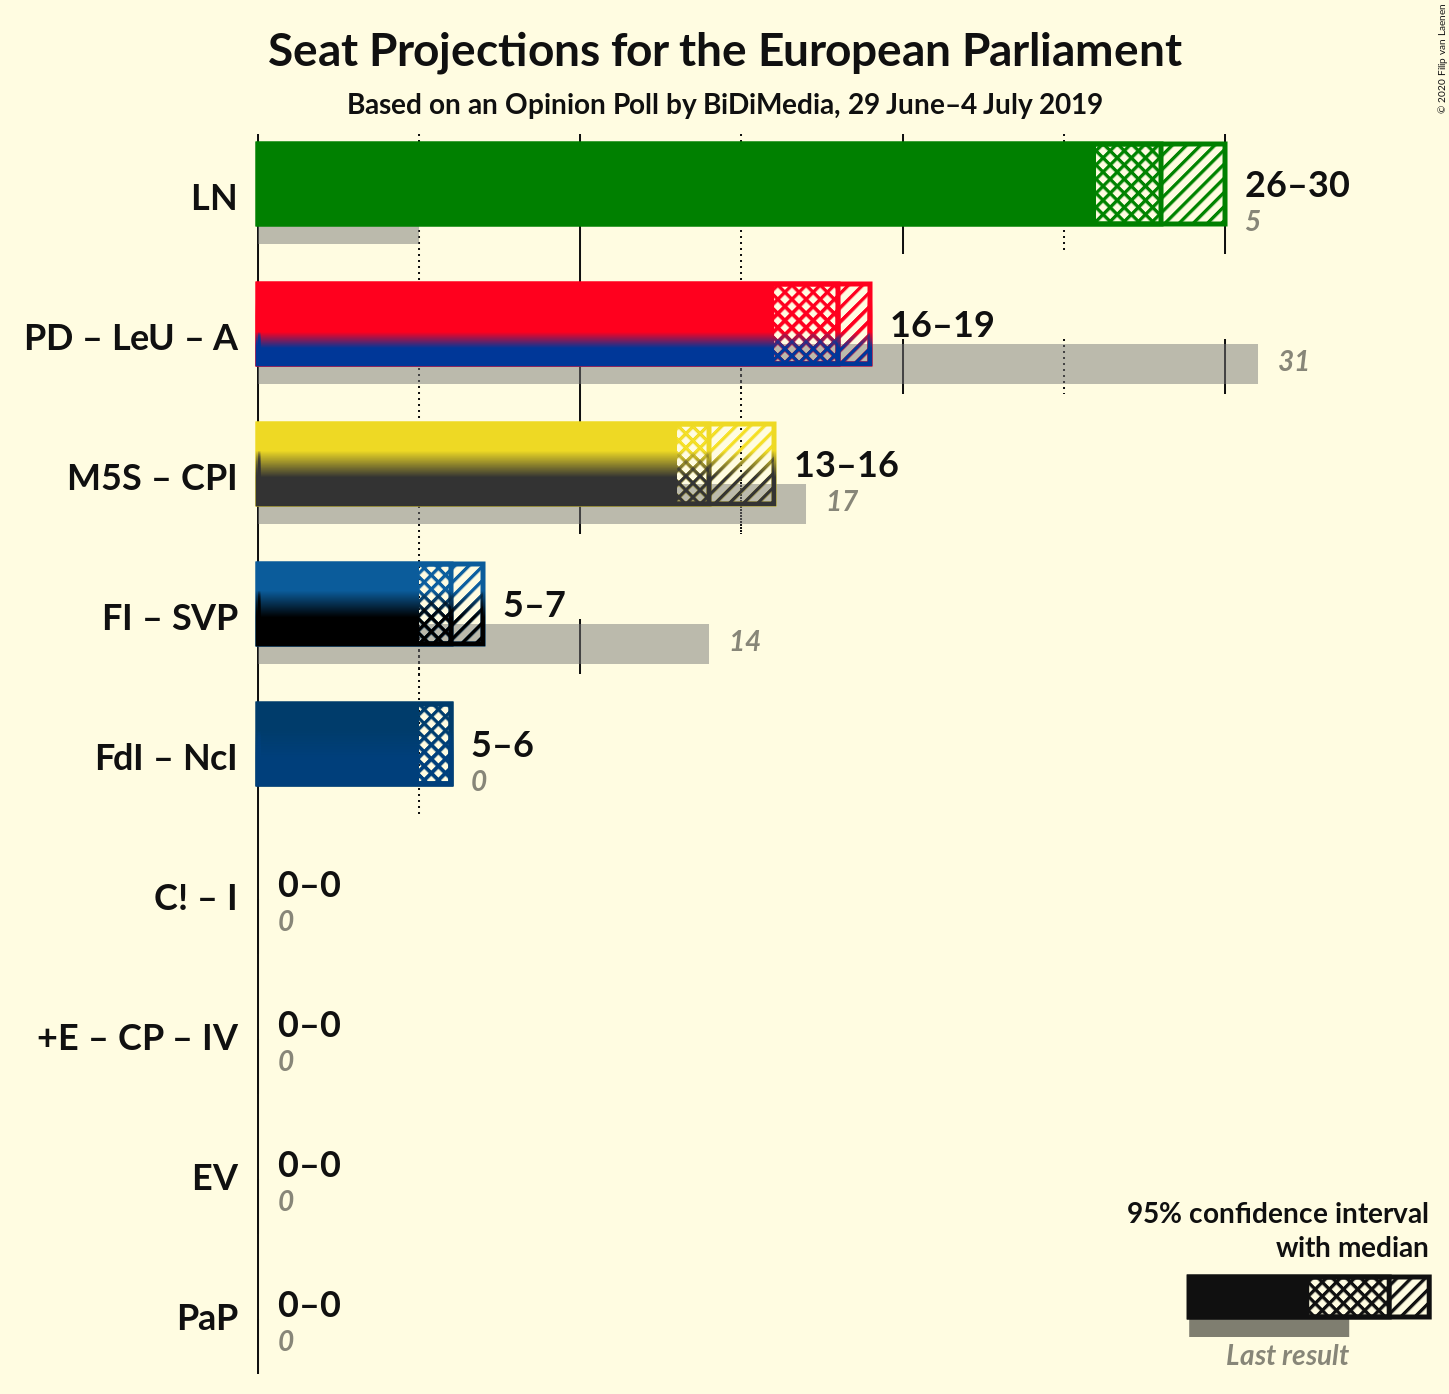 Seat Projections for the European Parliament
Based on an Opinion Poll by BiDiMedia, 29 June–4 July 2019
© 2020 Filip van Laenen
LN
26–30
5
PD – LeU – A
16–19
31
M5S – CPI
13–16
17
FI – SVP
5–7
14
FdI – NcI
5–6
0
C! – I
0–0
0
+E – CP – IV
0–0
0
EV
0–0
0
PaP
0–0
0
95% confidence interval
with median
Last result